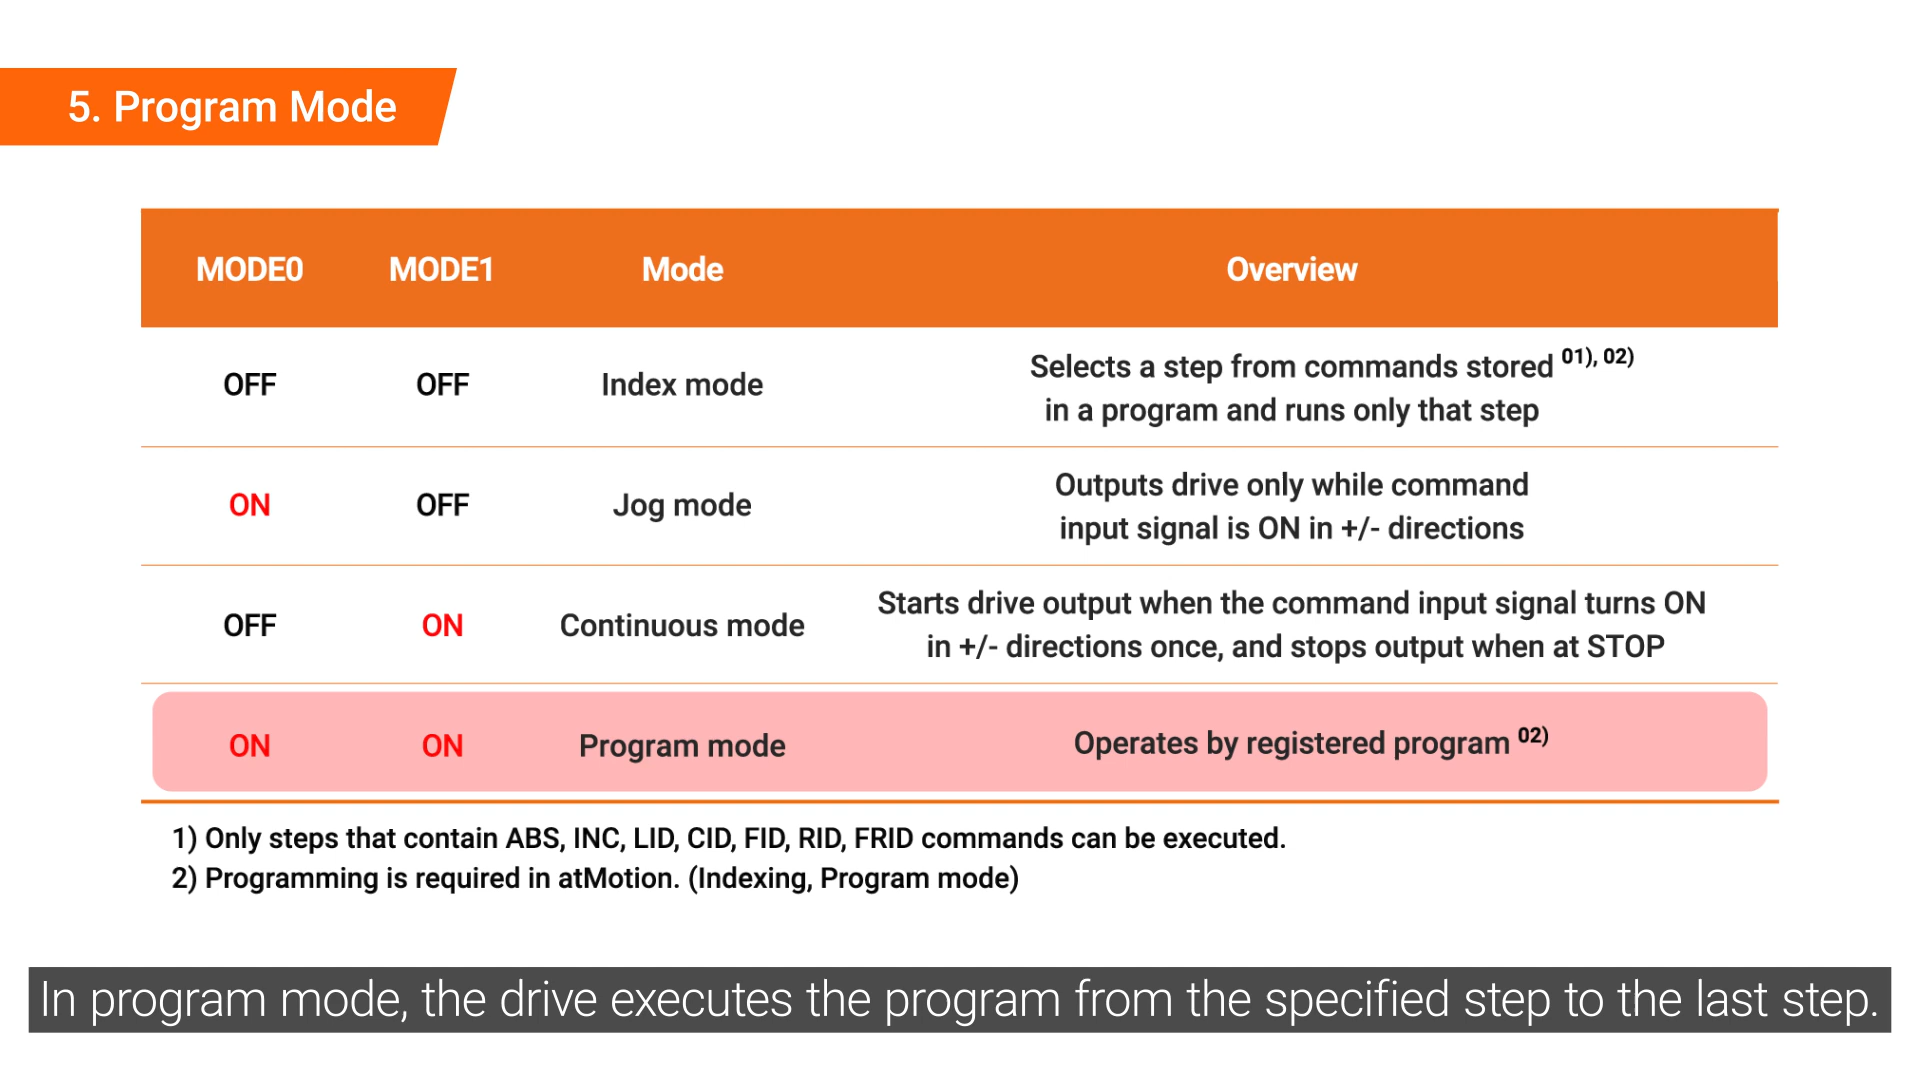 5. Program Mode
MODE0 MODE1 Mode Overview
OFF OFF Index mode Selects a step from commands stored 01), 02)
in a program and runs only that step
ON OFF Jog mode Outputs drive only while command
input signal is ON in +/- directions
OFF ON Continuous mode Starts drive output when the command input signal turns ON
in +/- directions once, and stops output when at STOP
ON ON Program mode Operates by registered program 02)
1) Only steps that contain ABS, INC, LID, CID, FID, RID, FRID commands can be executed.
2) Programming is required in atMotion. (Indexing, Program mode)
In program mode, the drive executes the program from the specified step to the last step.